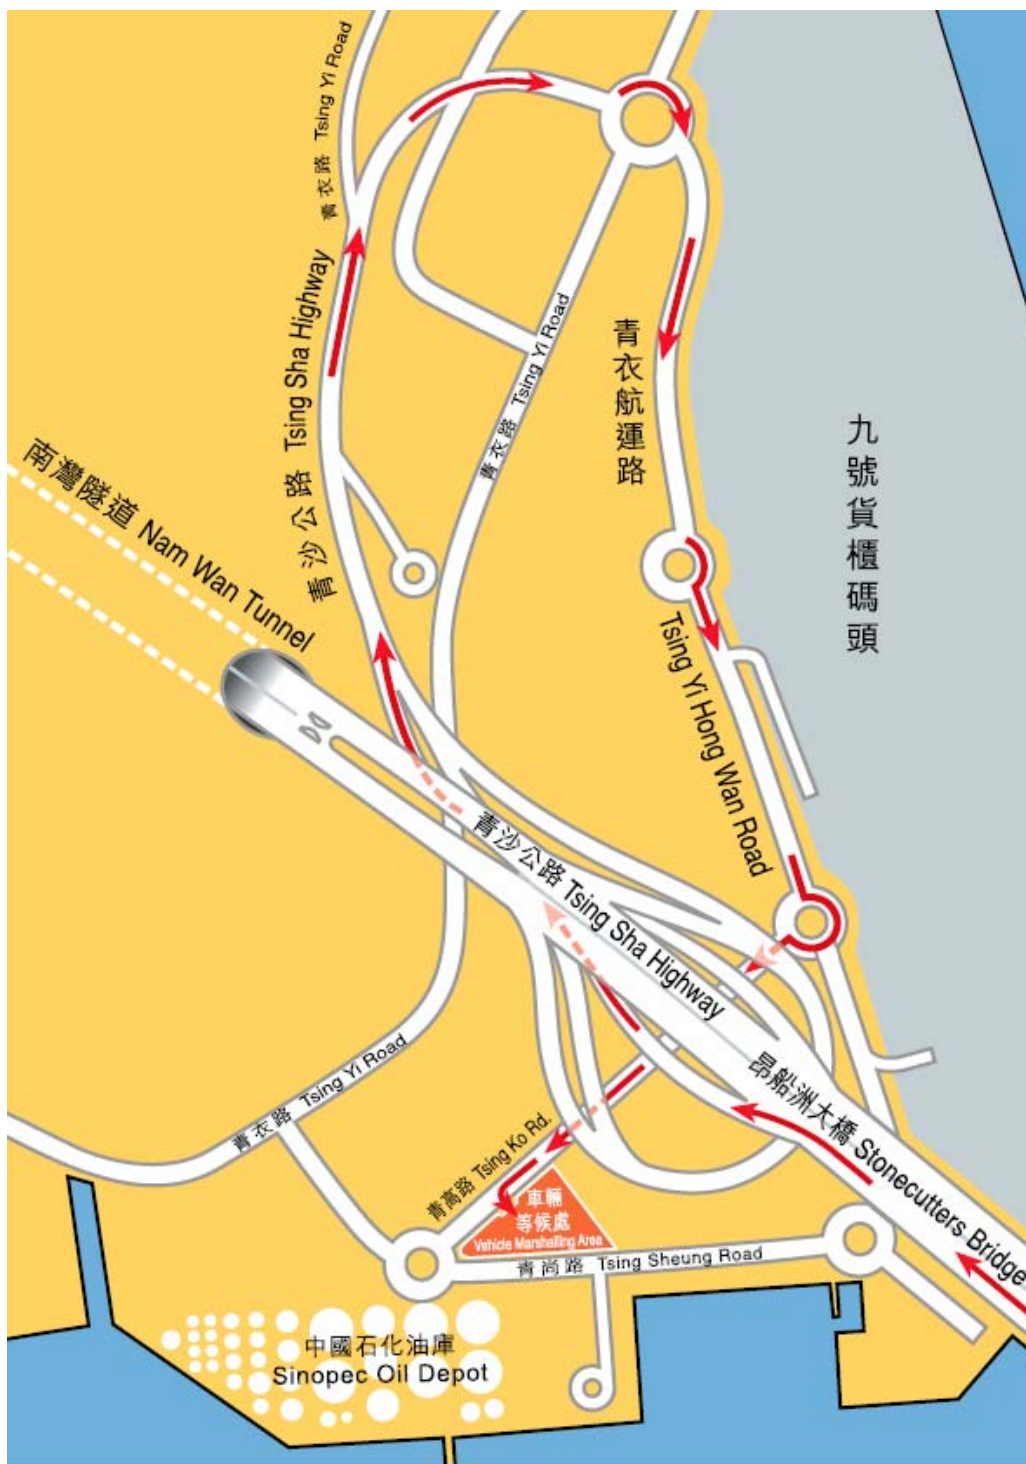 青衣路 Tsing Yi Road
青沙公路 Tsing Sha Highway
青衣路 Tsing Yi Road
青衣航運路
九號貨櫃碼頭
南灣隧道 Nam Wan Tunnel
Tsing Yi Hong Wan Road
青沙公路 Tsing Sha Highway
昂船洲大橋 Stonecutters Bridge
青衣路 Tsing Yi Road
青高路 Tsing Ko Rd.
車輛
等候處
Vehicle Marshalling Area
青尚路 Tsing Sheung Road
中國石化油庫
Sinopec Oil Depot